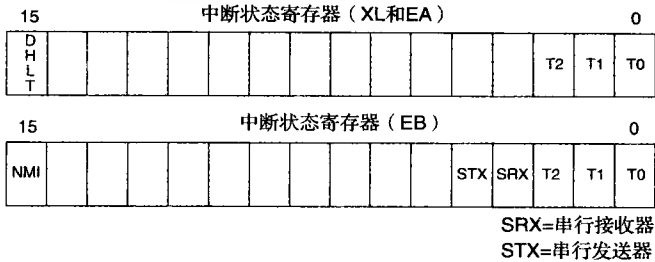 中断状态寄存器（XL和EA）
15 0
DHLT T2 T1 T0
中断状态寄存器（EB）
15 0
NMI STX SRX T2 T1 T0
SRX=串行接收器
STX=串行发送器